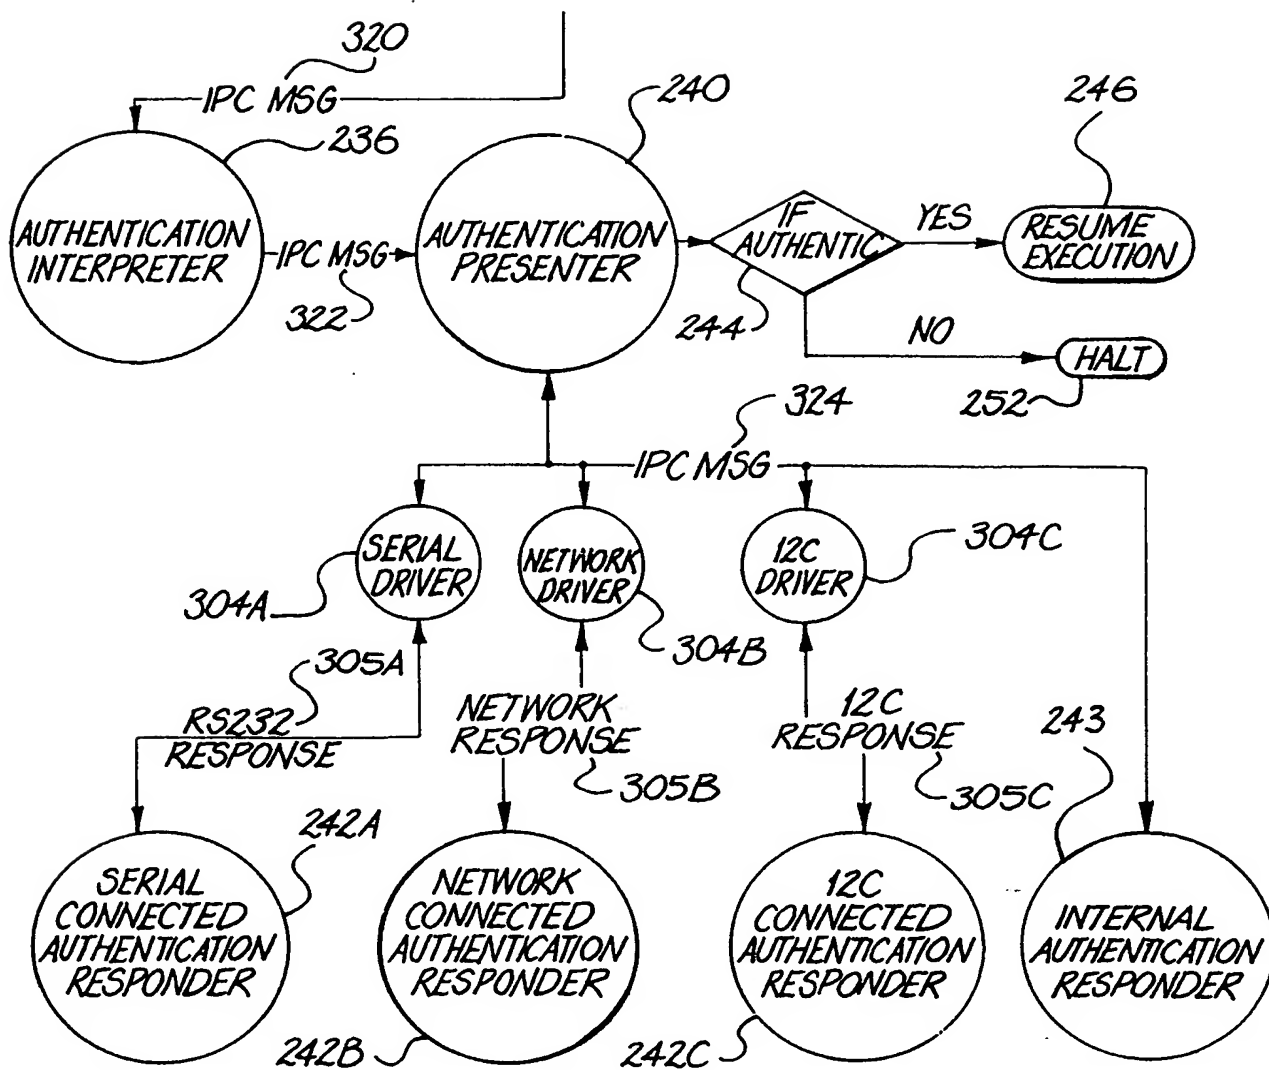 320
IPC MSG
236
240
246
AUTHENTICATION
INTERPRETER
IPC MSG
322
AUTHENTICATION
PRESENTER
IF
AUTHENTIC
244
YES
RESUME
EXECUTION
NO
HALT
252
324
IPC MSG
SERIAL
DRIVER
304A
NETWORK
DRIVER
304B
12C
DRIVER
304C
305A
RS232
RESPONSE
NETWORK
RESPONSE
305B
12C
RESPONSE
305C
243
242A
SERIAL
CONNECTED
AUTHENTICATION
RESPONDER
NETWORK
CONNECTED
AUTHENTICATION
RESPONDER
242B
12C
CONNECTED
AUTHENTICATION
RESPONDER
242C
INTERNAL
AUTHENTICATION
RESPONDER